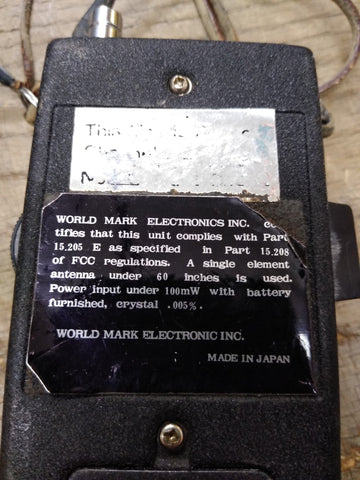 This
WORLD MARK ELECTRONICS INC. ce
tifies that this unit complies with Part
15.205 E as specified in Part 15.208
of FCC regulations. A single element
antenna under 60 inches is used.
Power input under 100mW with battery
furnished, crystal .005%.
WORLD MARK ELECTRONIC INC.
MADE IN JAPAN